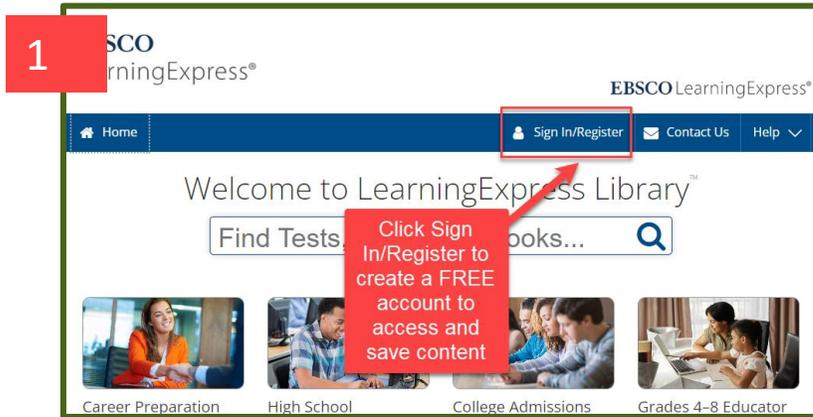 1
SCO
rningExpress®
EBSCO LearningExpress®
Home
Sign In/Register
Contact Us
Help
Welcome to LearningExpress Library™
Find Tests, ooks...
Click Sign
In/Register to
create a FREE
account to
access and
save content
Career Preparation
High School
College Admissions
Grades 4–8 Educator